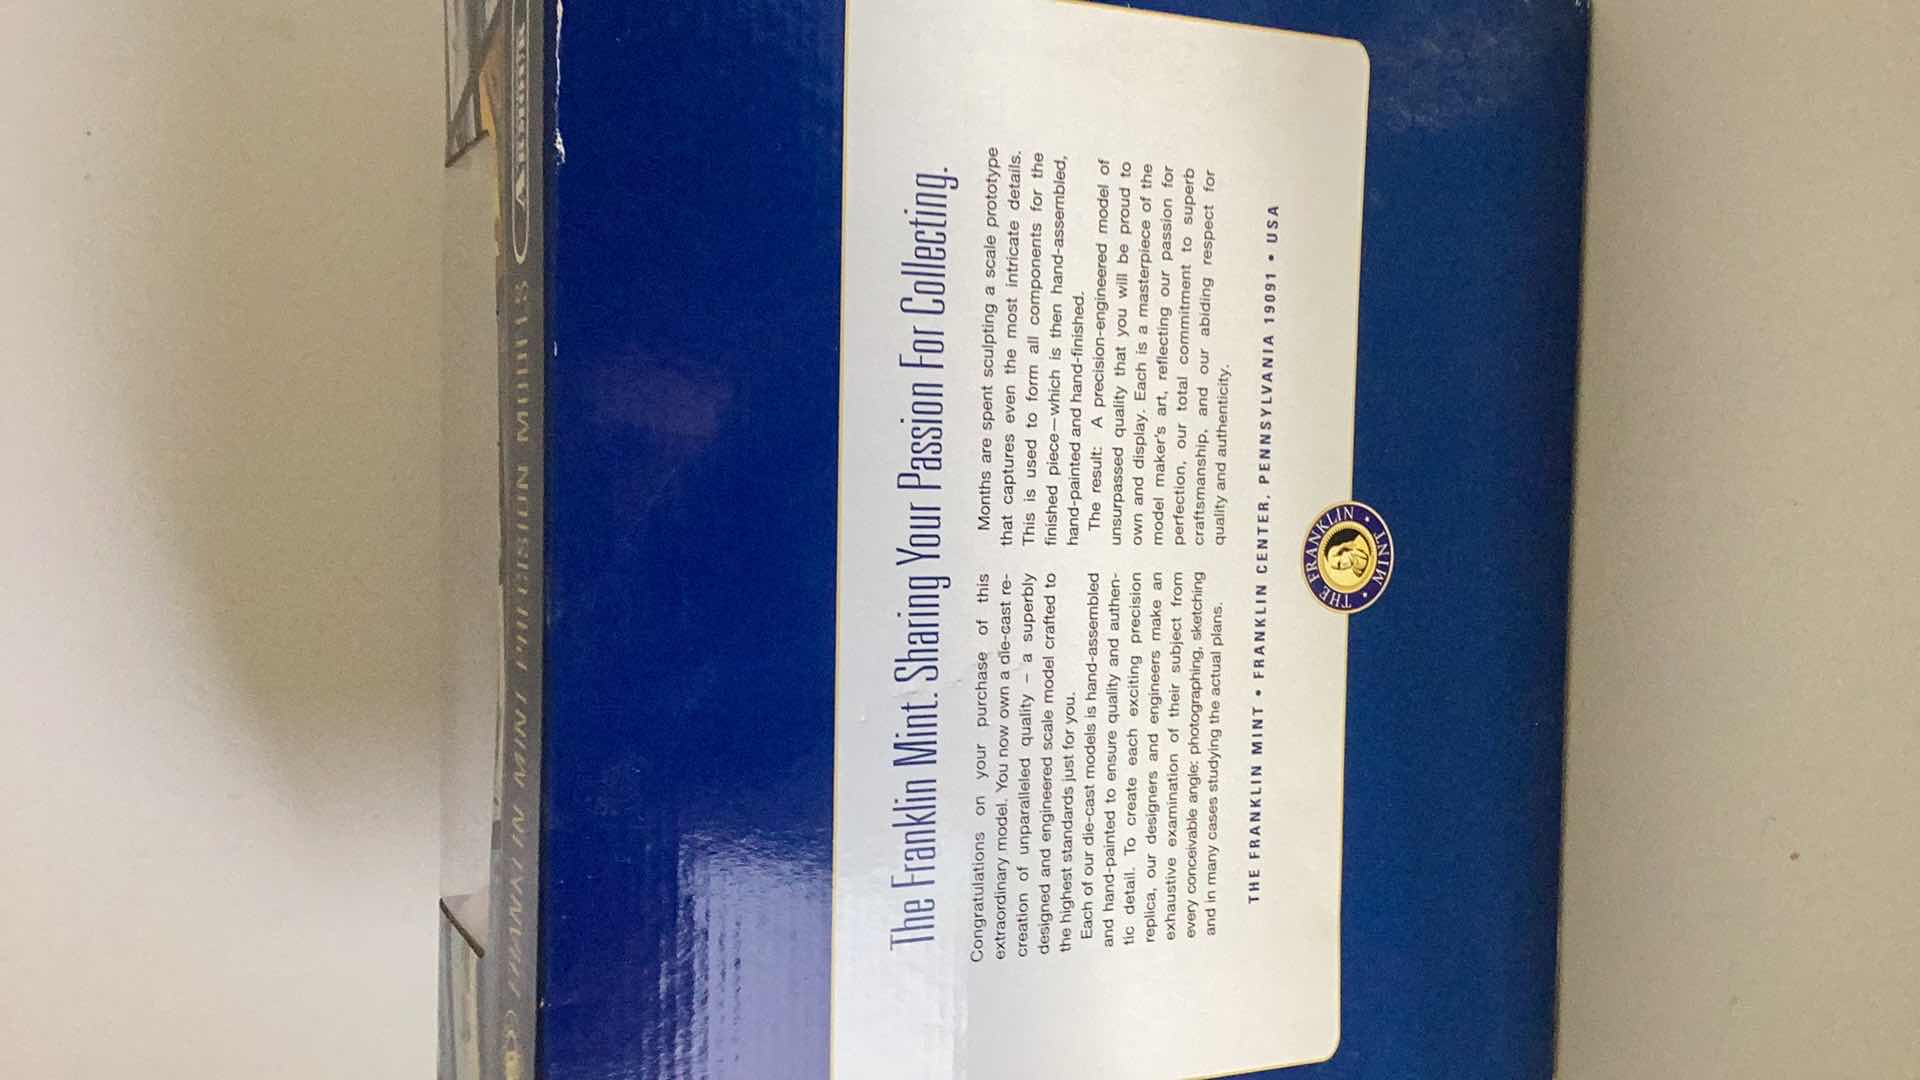 FRANKLIN MINT PRECISION MODELS ARMOUR
The Franklin Mint. Sharing Your Passion For Collecting.
Congratulations on your purchase of this
extraordinary model. You now own a die-cast re-
creation of unparalleled quality – a superbly
designed and engineered scale model crafted to
the highest standards just for you.
Each of our die-cast models is hand-assembled
and hand-painted to ensure quality and authen-
tic detail. To create each exciting precision
replica, our designers and engineers make an
exhaustive examination of their subject from
every conceivable angle: photographing, sketching
and in many cases studying the actual plans.
Months are spent sculpting a scale prototype
that captures even the most intricate details.
This is used to form all components for the
finished piece—which is then hand-assembled,
hand-painted and hand-finished.
The result: A precision-engineered model of
unsurpassed quality that you will be proud to
own and display. Each is a masterpiece of the
model maker's art, reflecting our passion for
perfection, our total commitment to superb
craftsmanship, and our abiding respect for
quality and authenticity.
THE FRANKLIN MINT • FRANKLIN CENTER, PENNSYLVANIA 19091 • USA
THE FRANKLIN • MINT •